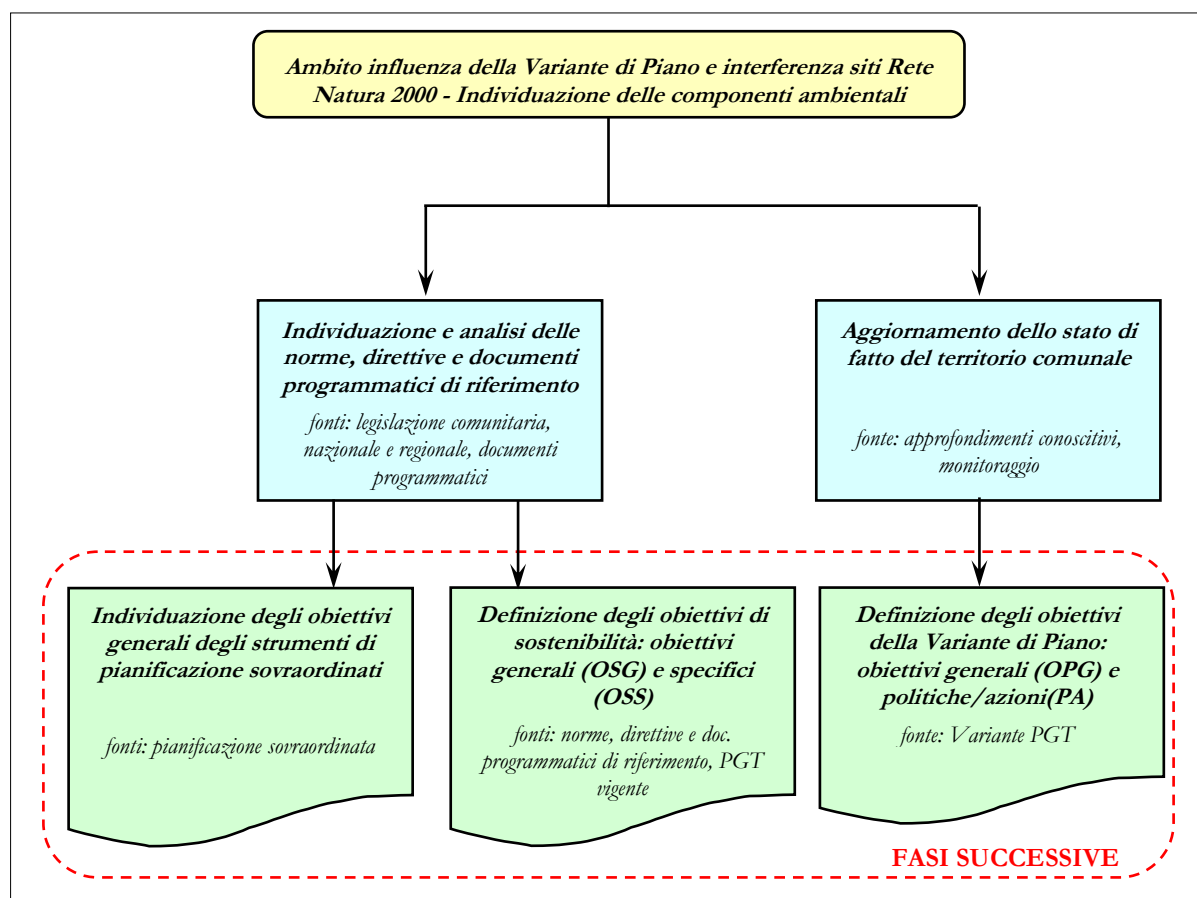 Ambito influenza della Variante di Piano e interferenza siti Rete
Natura 2000 - Individuazione delle componenti ambientali
Individuazione e analisi delle
norme, direttive e documenti
programmatici di riferimento
fonti: legislazione comunitaria,
nazionale e regionale, documenti
programmatici
Aggiornamento dello stato di
fatto del territorio comunale
fonte: approfondimenti conoscitivi,
monitoraggio
Individuazione degli obiettivi
generali degli strumenti di
pianificazione sovraordinati
fonti: pianificazione sovraordinata
Definizione degli obiettivi di
sostenibilità: obiettivi
generali (OSG) e specifici
(OSS)
fonti: norme, direttive e doc.
programmatici di riferimento, PGT
vigente
Definizione degli obiettivi
della Variante di Piano:
obiettivi generali (OPG) e
politiche/azioni(PA)
fonte: Variante PGT
FASI SUCCESSIVE